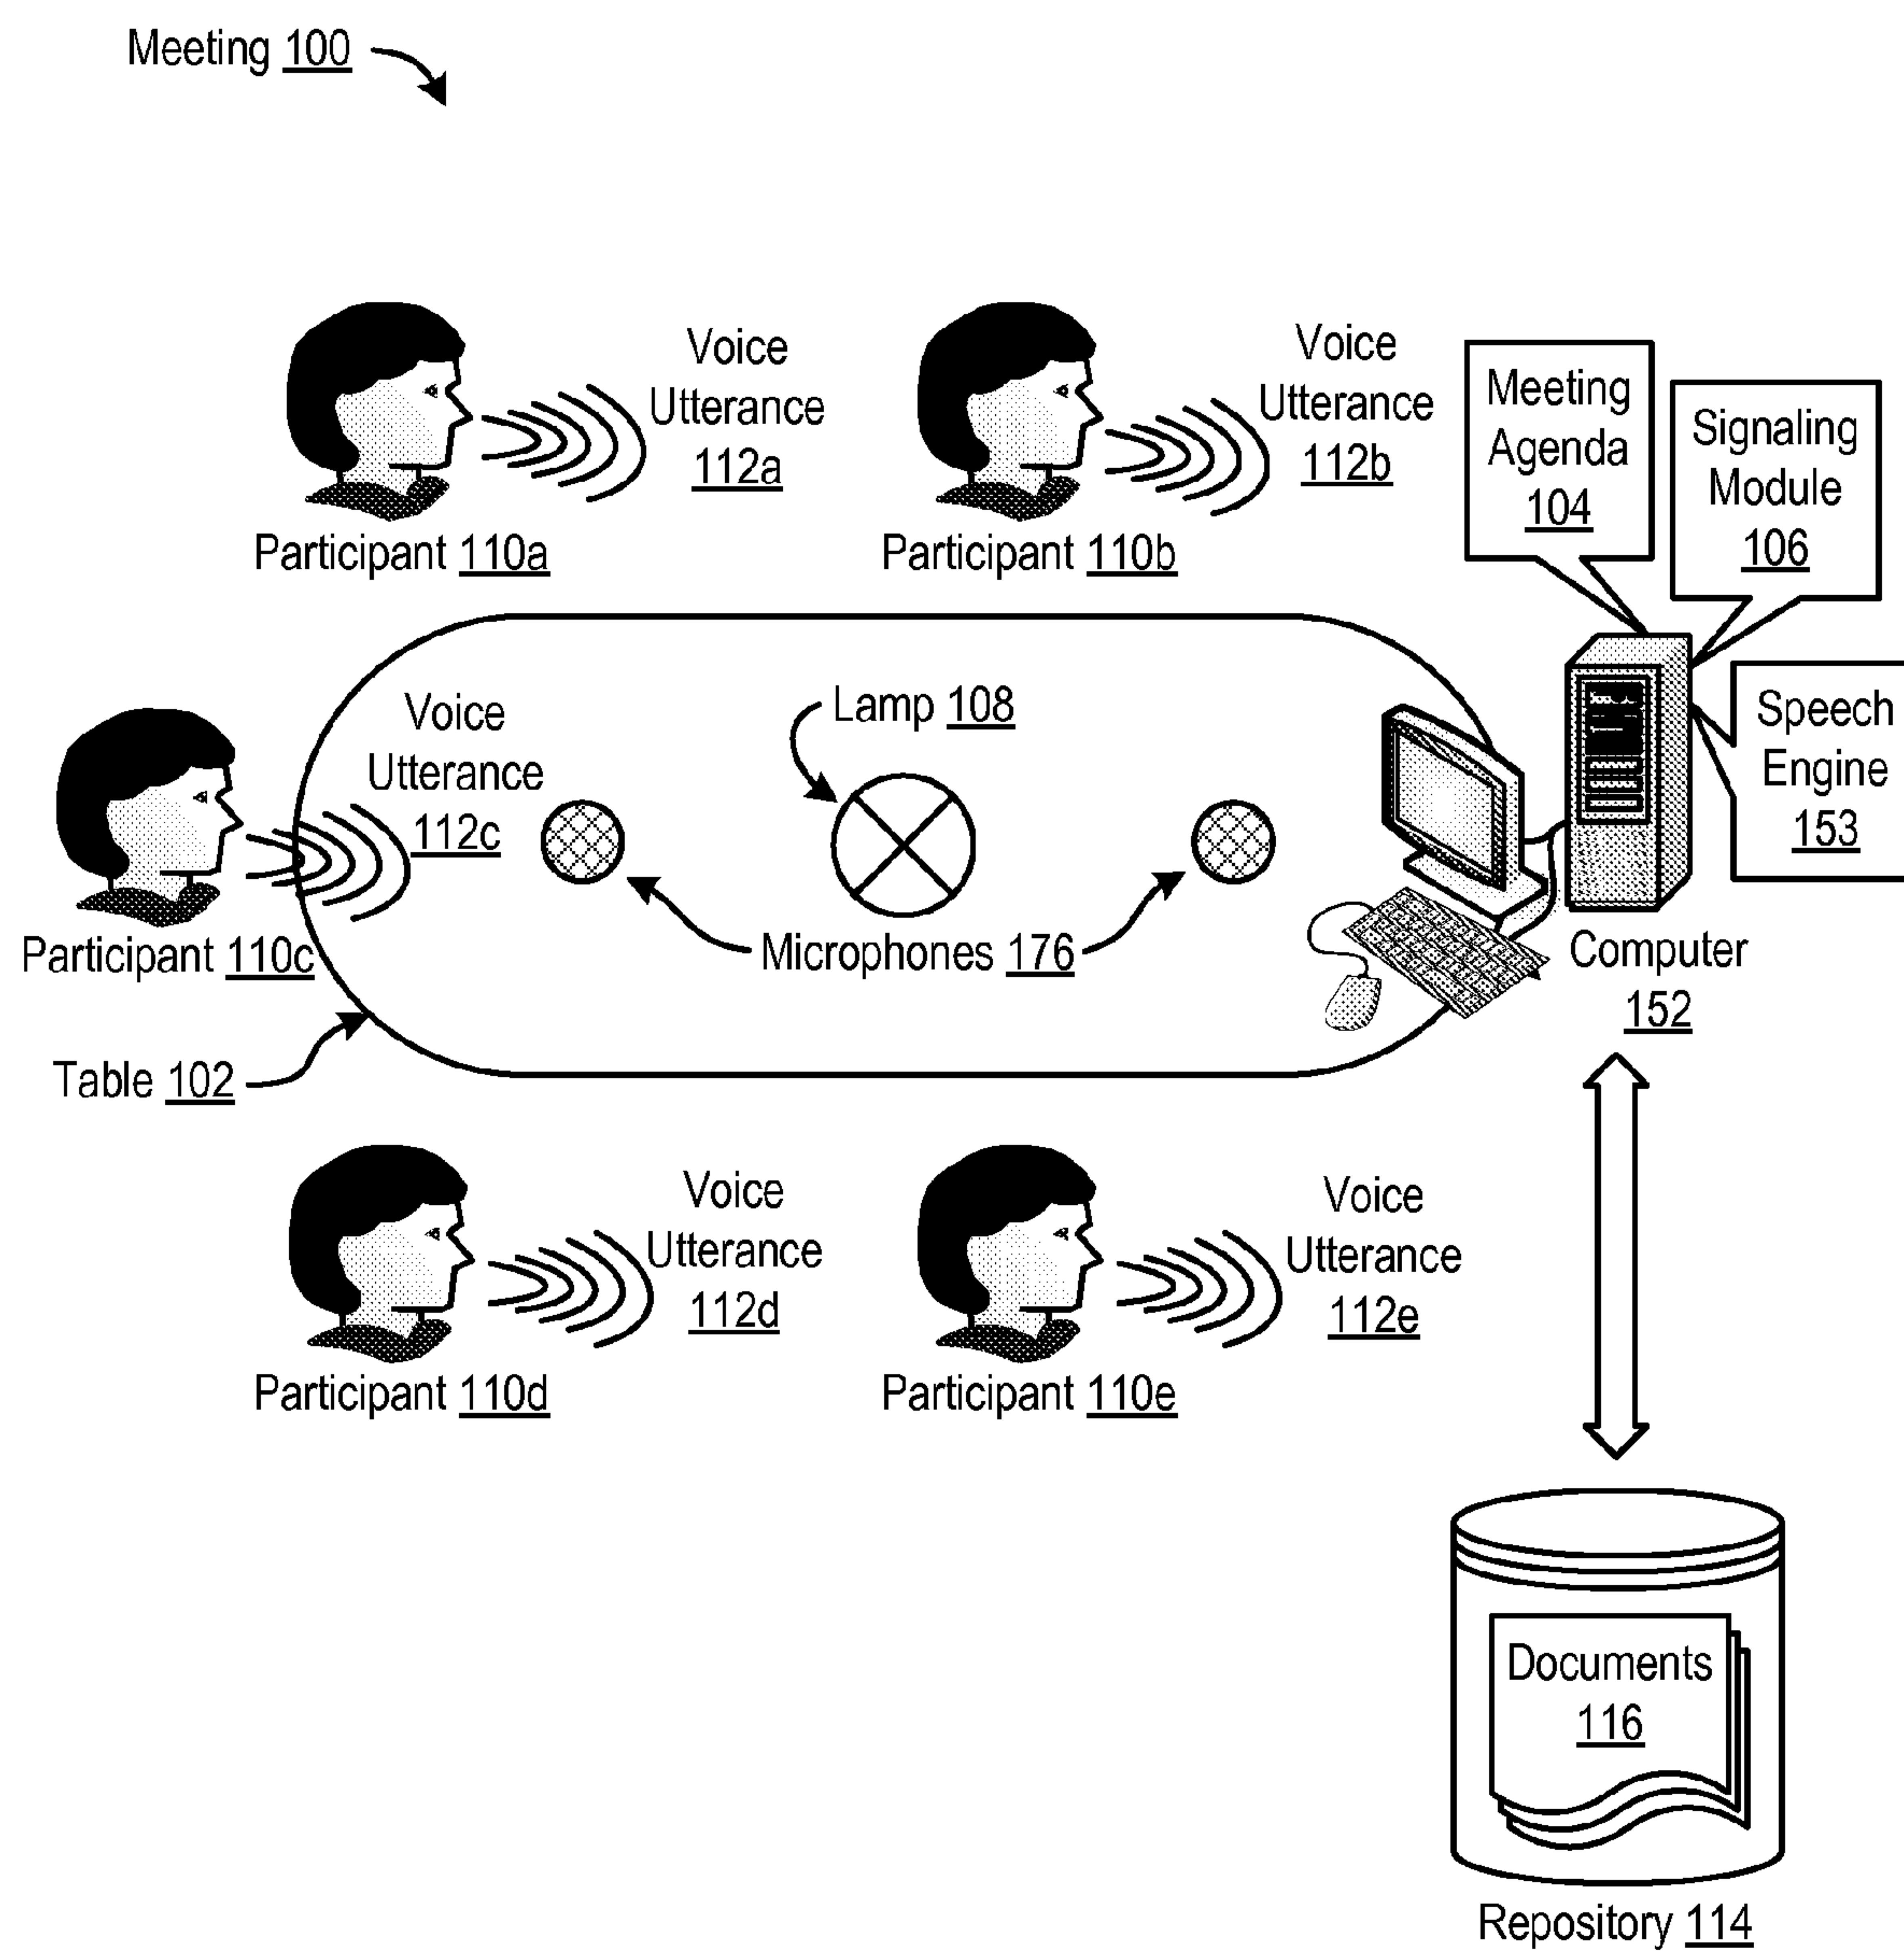 Meeting 100
Voice
Utterance
112a
Participant 110a
Voice
Utterance
112b
Participant 110b
Meeting
Agenda
104
Signaling
Module
106
Speech
Engine
153
Voice
Utterance
112c
Participant 110c
Lamp 108
Microphones 176
Computer
152
Table 102
Voice
Utterance
112d
Participant 110d
Voice
Utterance
112e
Participant 110e
Documents
116
Repository 114